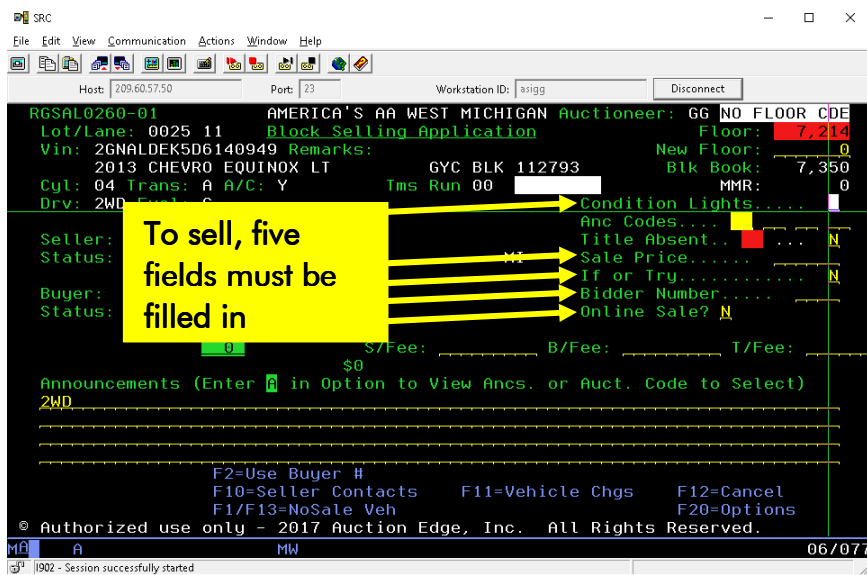 SRC
File Edit View Communication Actions Window Help
Host: 209.60.57.50 Port: 23 Workstation ID: asigg Disconnect
RGSAL0260-01 AMERICA'S AA WEST MICHIGAN Auctioneer: GG NO FLOOR CDE
Lot/Lane: 0025 11 Block Selling Application Floor: 7,214
Vin: 2GNALDEK5D6140949 Remarks: New Floor: 0
2013 CHEVRO EQUINOX LT GYC BLK 112793 Blk Book: 7,350
Cyl: 04 Trans: A A/C: Y Tms Run 00 MMR: 0
Drv: 2WD Fuel: G Condition Lights.....
Anc Codes....
Seller: Title Absent.. ... N
Status: MI Sale Price......
If or Try........... N
Buyer: Bidder Number.....
Status: Online Sale? N
To sell, five
fields must be
filled in
0 S/Fee: B/Fee: T/Fee:
$0
Announcements (Enter A in Option to View Ancs. or Auct. Code to Select)
2WD
F2=Use Buyer #
F10=Seller Contacts F11=Vehicle Chgs F12=Cancel
F1/F13=NoSale Veh F20=Options
© Authorized use only - 2017 Auction Edge, Inc. All Rights Reserved.
MA A MW 06/077
I902 - Session successfully started